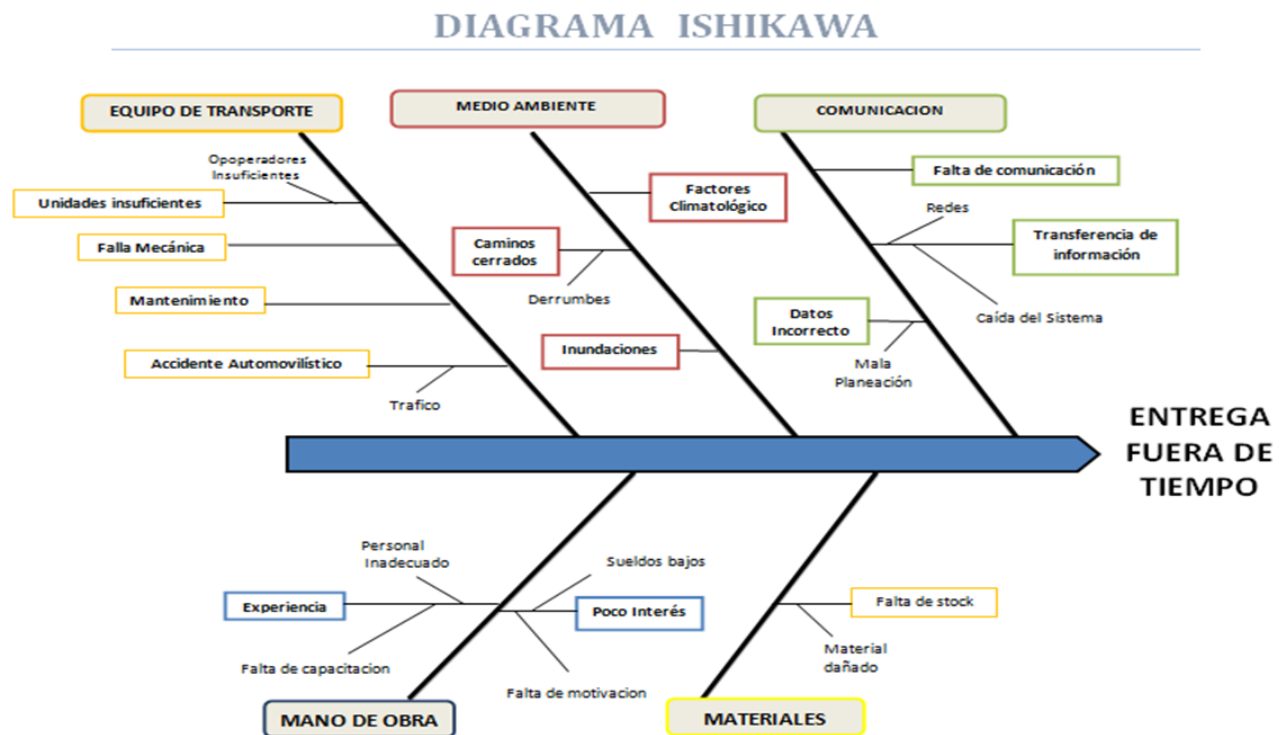 DIAGRAMA ISHIKAWA
EQUIPO DE TRANSPORTE
MEDIO AMBIENTE
COMUNICACION
Opoperadores
Insuficientes
Unidades insuficientes
Falla Mecánica
Mantenimiento
Accidente Automovilístico
Trafico
Factores
Climatológico
Caminos
cerrados
Derrumbes
Inundaciones
Falta de comunicación
Redes
Transferencia de
información
Caída del Sistema
Datos
Incorrecto
Mala
Planeación
ENTREGA
FUERA DE
TIEMPO
Personal
Inadecuado
Experiencia
Falta de capacitacion
Sueldos bajos
Poco Interés
Falta de motivacion
Falta de stock
Material
dañado
MANO DE OBRA
MATERIALES